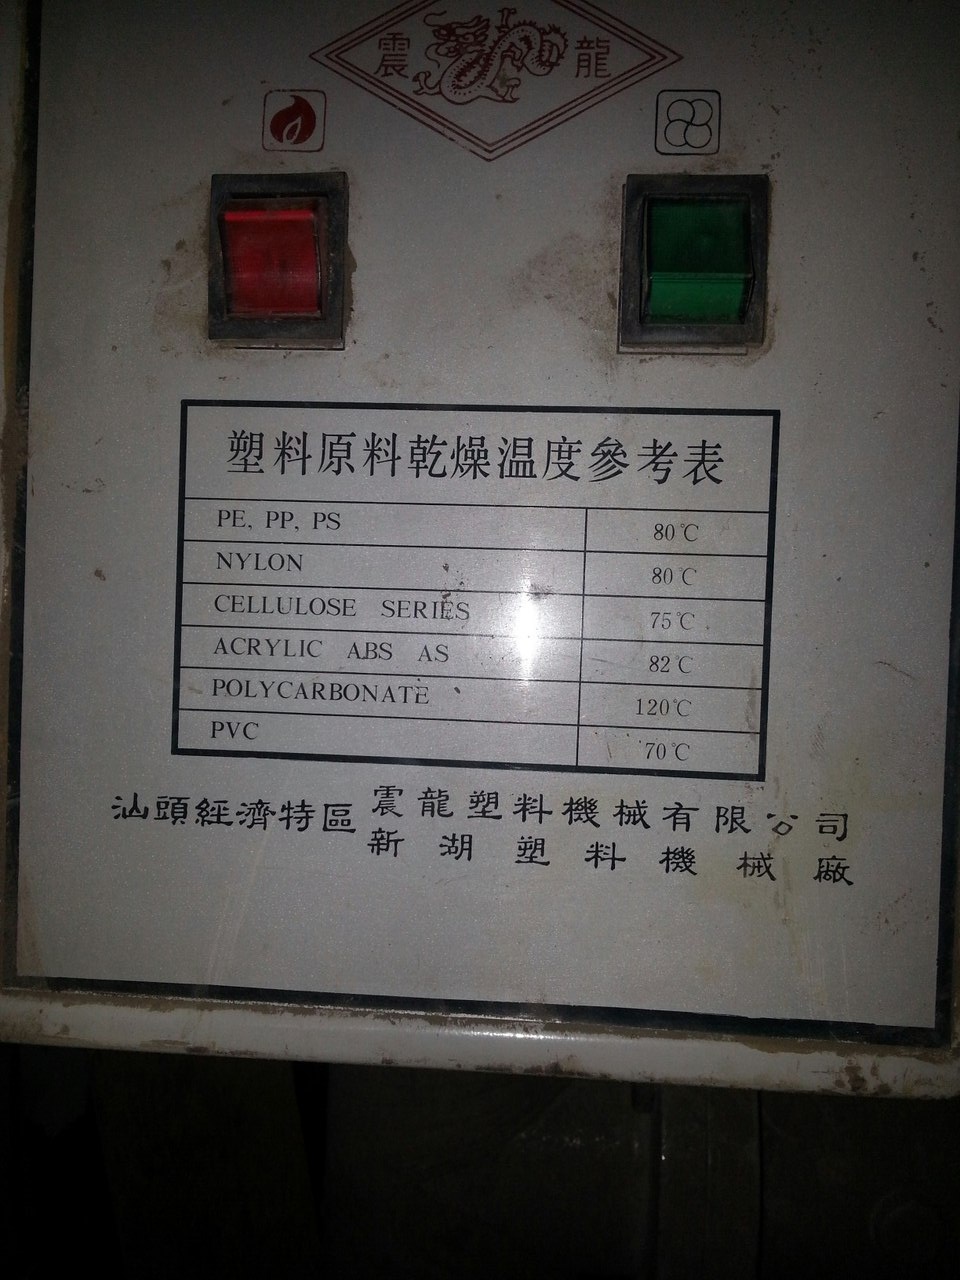 震 龍
塑料原料乾燥温度參考表
PE, PP, PS 80℃
NYLON 80℃
CELLULOSE SERIES 75℃
ACRYLIC ABS AS 82℃
POLYCARBONATE 120℃
PVC 70℃
汕頭經濟特區
震龍塑料機械有限公司
新湖塑料機械廠